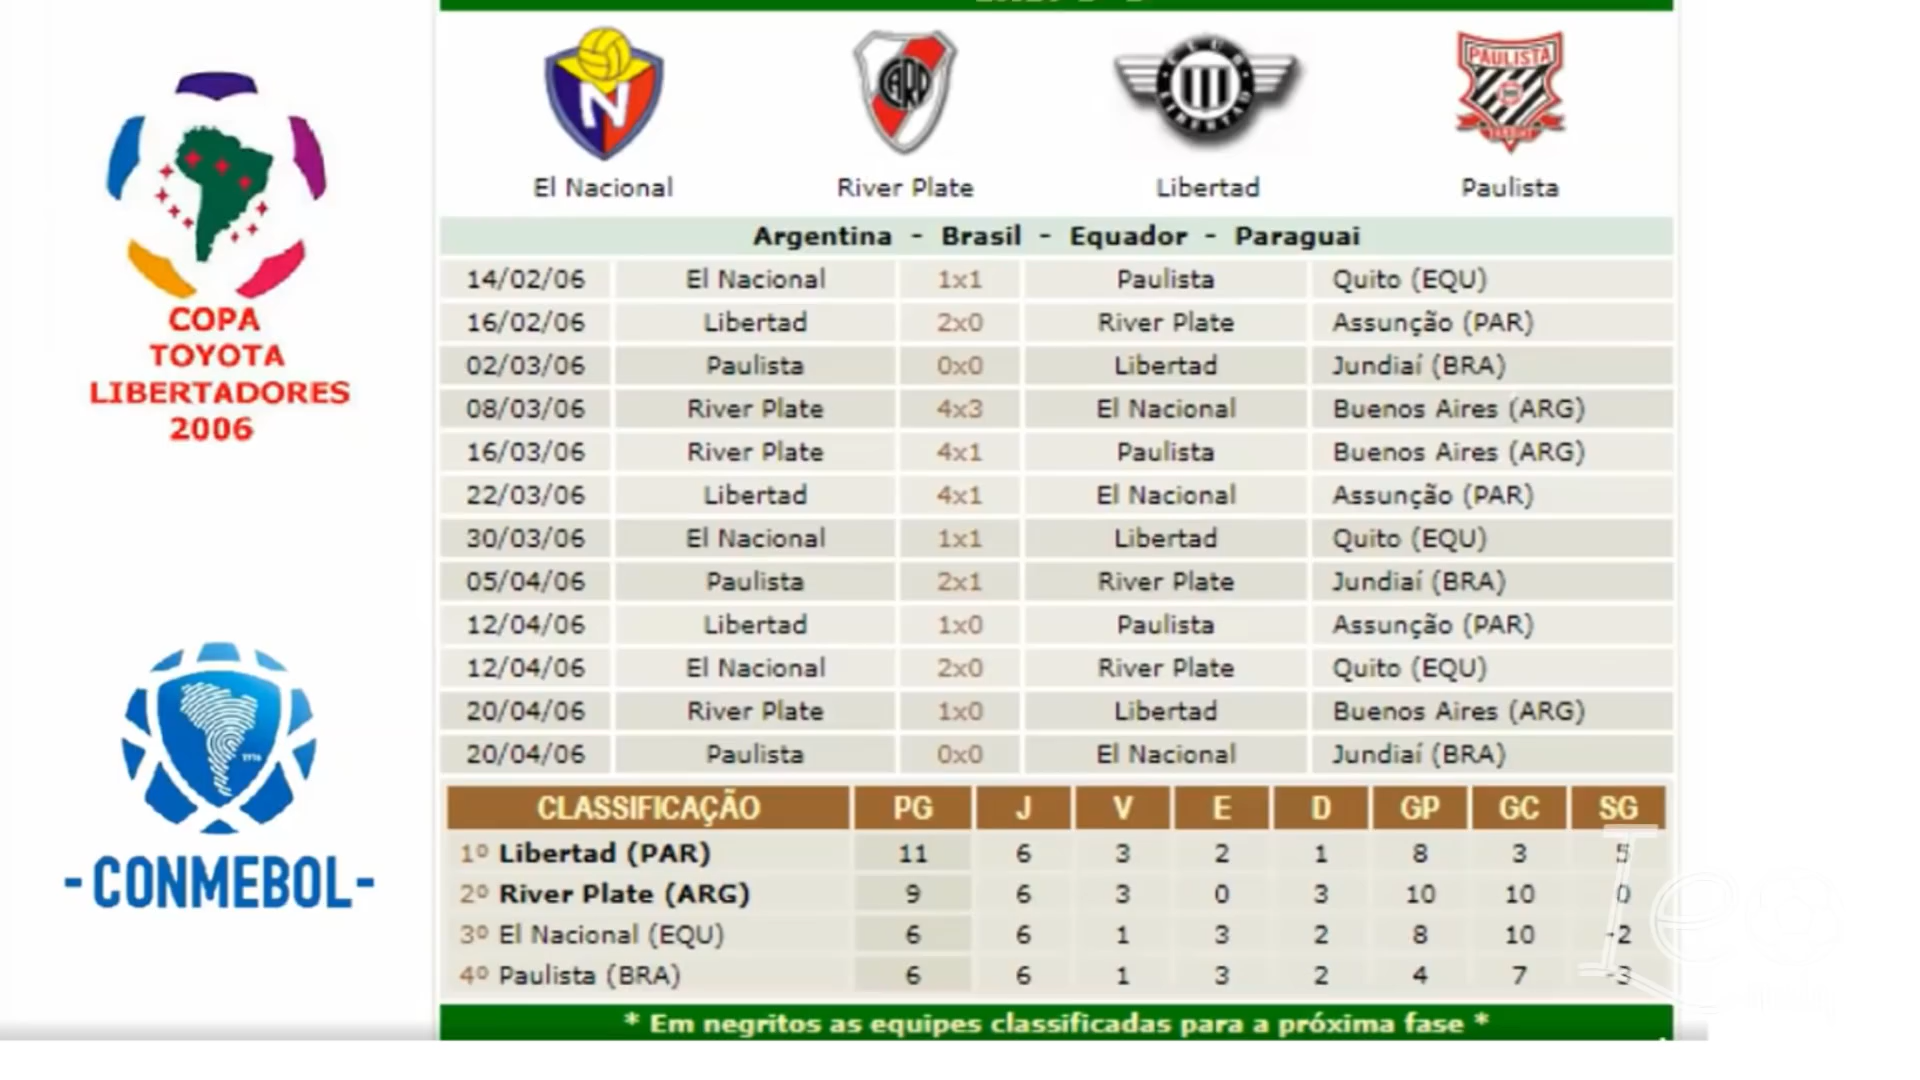 El Nacional River Plate Libertad Paulista
Argentina - Brasil - Equador - Paraguai
14/02/06 El Nacional 1x1 Paulista Quito (EQU)
16/02/06 Libertad 2x0 River Plate Assunção (PAR)
02/03/06 Paulista 0x0 Libertad Jundiaí (BRA)
08/03/06 River Plate 4x3 El Nacional Buenos Aires (ARG)
16/03/06 River Plate 4x1 Paulista Buenos Aires (ARG)
22/03/06 Libertad 4x1 El Nacional Assunção (PAR)
30/03/06 El Nacional 1x1 Libertad Quito (EQU)
05/04/06 Paulista 2x1 River Plate Jundiaí (BRA)
12/04/06 Libertad 1x0 Paulista Assunção (PAR)
12/04/06 El Nacional 2x0 River Plate Quito (EQU)
20/04/06 River Plate 1x0 Libertad Buenos Aires (ARG)
20/04/06 Paulista 0x0 El Nacional Jundiaí (BRA)
CLASSIFICAÇÃO PG J V E D GP GC SG
1º Libertad (PAR) 11 6 3 2 1 8 3 5
2º River Plate (ARG) 9 6 3 0 3 10 10 0
3º El Nacional (EQU) 6 6 1 3 2 8 10 -2
4º Paulista (BRA) 6 6 1 3 2 4 7 -3
* Em negritos as equipes classificadas para a próxima fase *
COPA
TOYOTA
LIBERTADORES
2006
-CONMEBOL-
1916
N
CARP
CLUB
LIBERTAD
PAULISTA
Leo